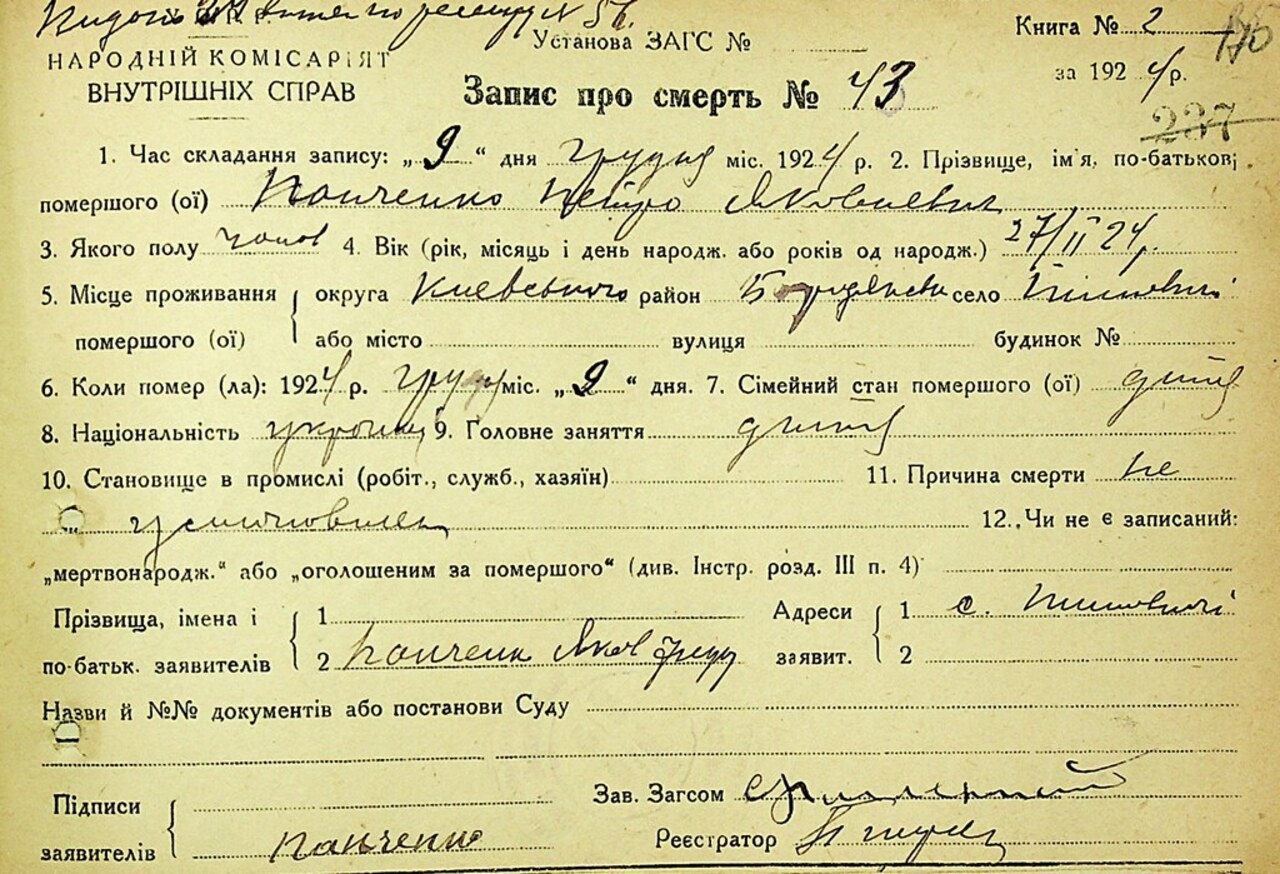 Установа ЗАГС №
Книга № 2
НАРОДНІЙ КОМІСАРІЯТ
ВНУТРІШНІХ СПРАВ
за 1924 р.
Запис про смерть № 43
237
1. Час складання запису: „9“ дня грудня міс. 1924 р. 2. Прізвище, ім'я, по-батькові
помершого (ої) Панченко Петро Яковлевич
3. Якого полу чолов 4. Вік (рік, місяць і день народж. або років од народж.) 27/II 24 р.
5. Місце проживання округа Киевського район село
помершого (ої) або місто вулиця будинок №
6. Коли помер (ла): 1924 р. грудня міс. „9“ дня. 7. Сімейний стан помершого (ої) дитя
8. Національність українец 9. Головне заняття дитя
10. Становище в промислі (робіт., служб., хазяїн) 11. Причина смерти не
установлен 12. Чи не є записаний:
„мертвонародж.“ або „оголошеним за помершого“ (див. Інстр. розд. III п. 4)
Прізвища, імена і 1 Адреси 1 с.
по-батьк. заявителів 2 Панченко Яков заявит. 2
Назви й №№ документів або постанови Суду
Підписи Зав. Загсом
заявителів Панченко Реєстратор